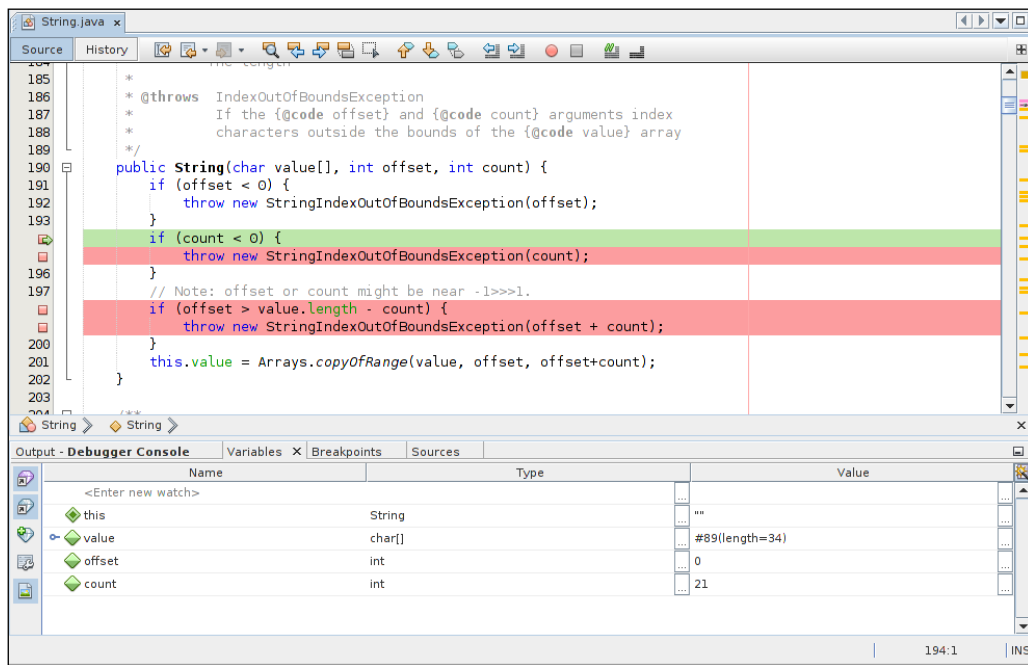 String.java x
Source History
184 The length
185 *
186 * @throws IndexOutOfBoundsException
187 * If the {@code offset} and {@code count} arguments index
188 * characters outside the bounds of the {@code value} array
189 */
190 public String(char value[], int offset, int count) {
191 if (offset < 0) {
192 throw new StringIndexOutOfBoundsException(offset);
193 }
if (count < 0) {
throw new StringIndexOutOfBoundsException(count);
196 }
197 // Note: offset or count might be near -1>>>1.
if (offset > value.length - count) {
throw new StringIndexOutOfBoundsException(offset + count);
200 }
201 this.value = Arrays.copyOfRange(value, offset, offset+count);
202 }
203
204 /**
String String
Output - Debugger Console Variables X Breakpoints Sources
Name Type Value
<Enter new watch>
this String ""
value char[] #89(length=34)
offset int 0
count int 21
194:1 INS